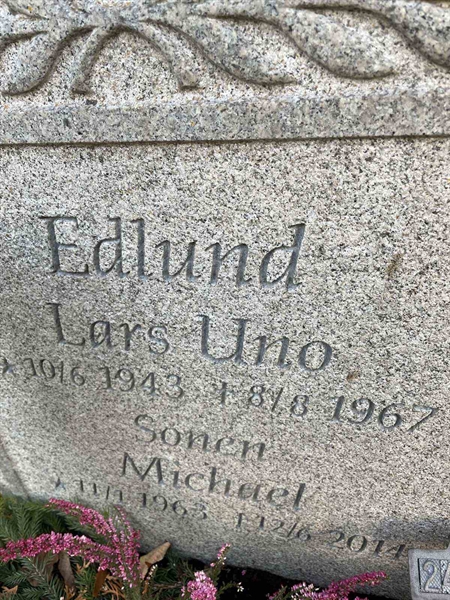 Edlund
Lars Uno
* 10/6 1943 † 8/8 1967
Sonen
Michael
* 11/1 1963 † 12/6 2014